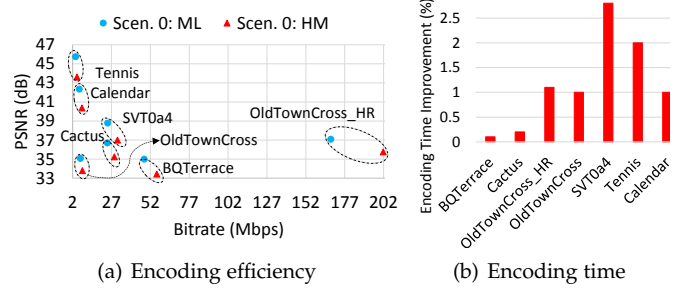 Scen. 0: ML Scen. 0: HM
PSNR (dB)
47
45
43
41
39
37
35
33
Tennis
Calendar
SVT0a4
Cactus
OldTownCross
BQTerrace
OldTownCross_HR
2 27 52 77 102 127 152 177 202
Bitrate (Mbps)
(a) Encoding efficiency
Encoding Time Improvement (%)
2.5
2
1.5
1
0.5
0
BQTerrace
Cactus
OldTownCross_HR
OldTownCross
SVT0a4
Tennis
Calendar
(b) Encoding time